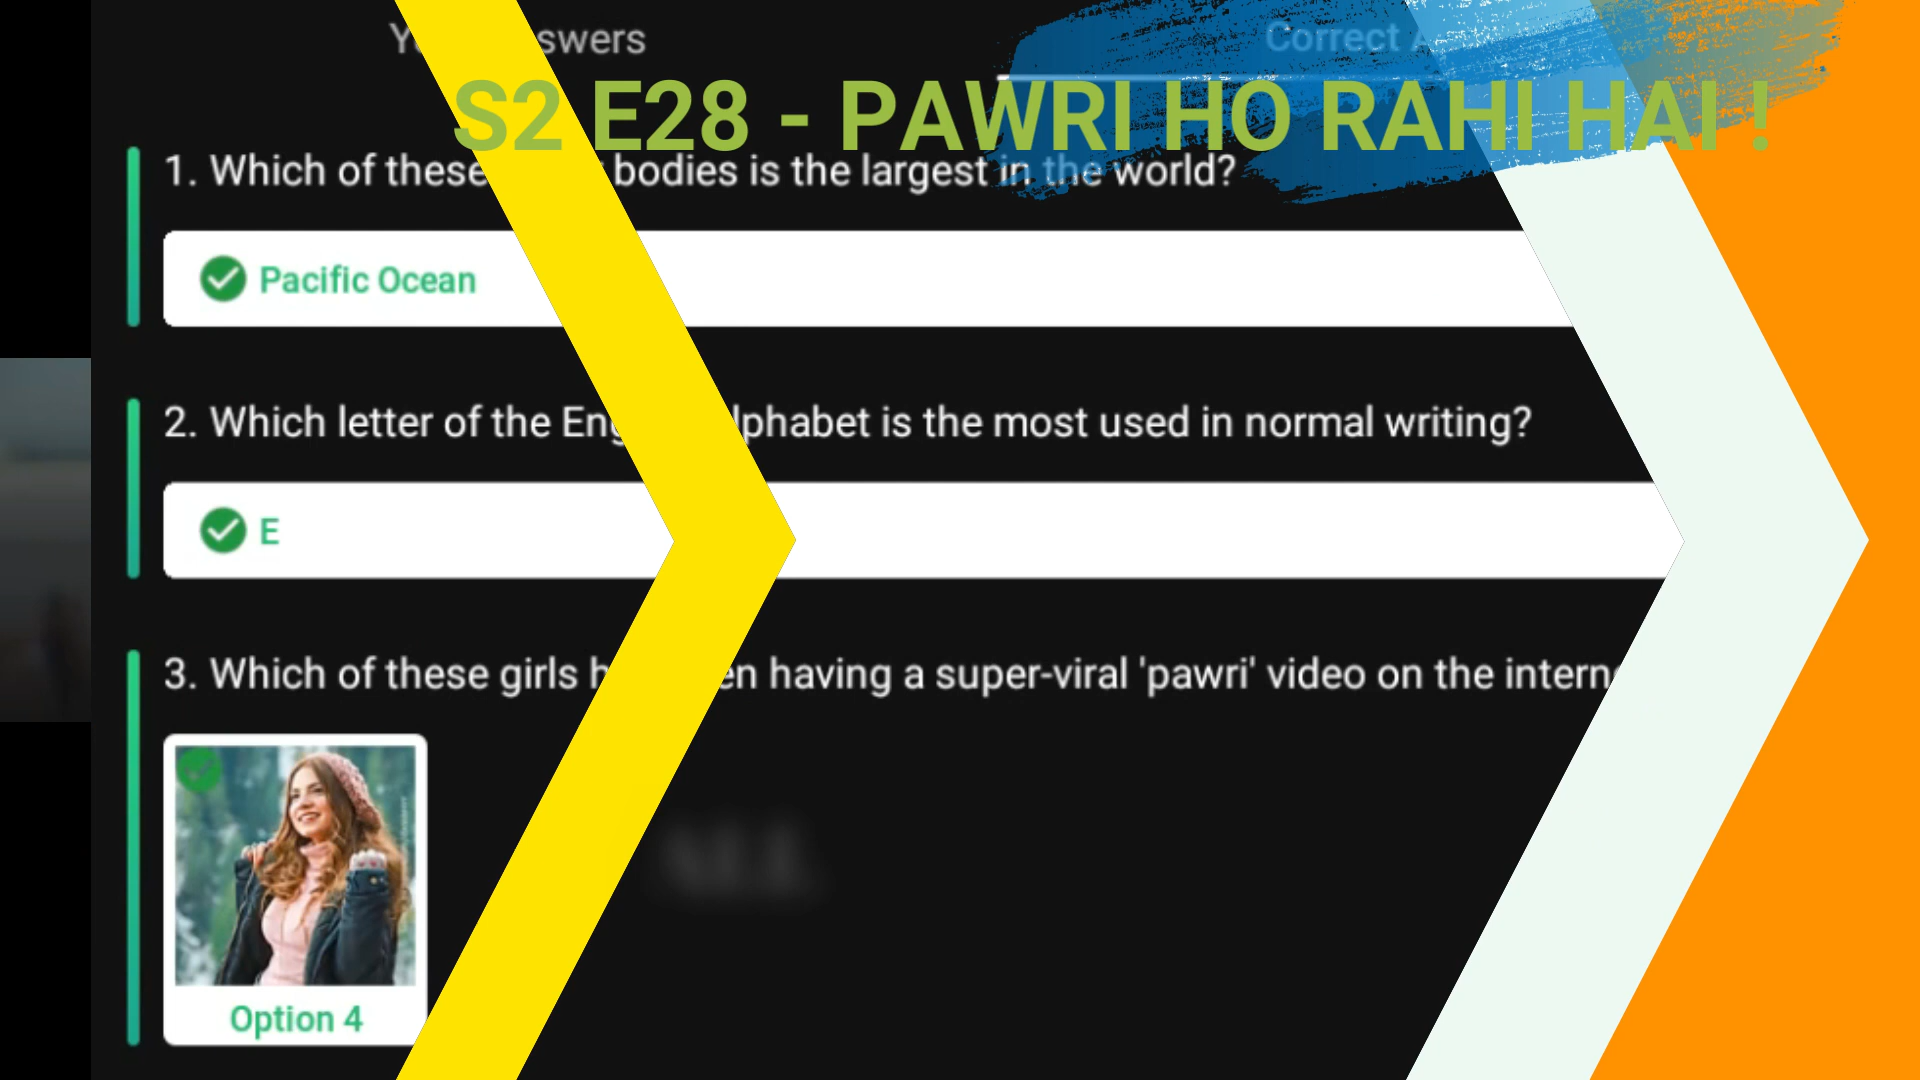 swers
Correct
S2 E28 - PAWRI HO RAHI HAI !
1. Which of these bodies is the largest in the world?
Pacific Ocean
2. Which letter of the Eng lphabet is the most used in normal writing?
E
3. Which of these girls h en having a super-viral 'pawri' video on the intern
Option 4